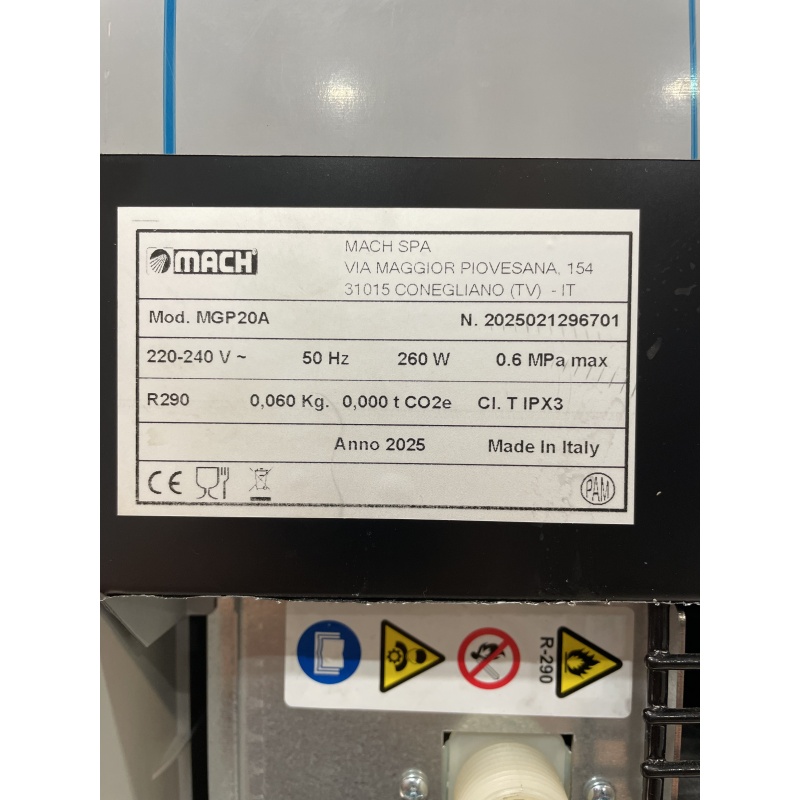 MACH
MACH SPA
VIA MAGGIOR PIOVESANA, 154
31015 CONEGLIANO (TV) - IT
Mod. MGP20A N. 2025021296701
220-240 V ~ 50 Hz 260 W 0.6 MPa max
R290 0,060 Kg. 0,000 t CO2e Cl. T IPX3
Anno 2025 Made In Italy
CE PAM
R-290